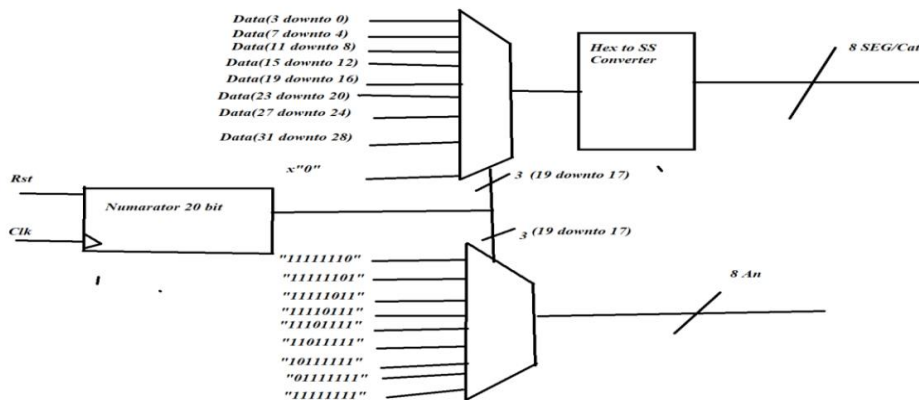 Data(3 downto 0)
Data(7 downto 4)
Data(11 downto 8)
Data(15 downto 12)
Data(19 downto 16)
Data(23 downto 20)
Data(27 downto 24)
Data(31 downto 28)
x"0"
Hex to SS
Converter
8 SEG/Cat
3 (19 downto 17)
Rst
Clk
Numarator 20 bit
3 (19 downto 17)
"11111110"
"11111101"
"11111011"
"11110111"
"11101111"
"11011111"
"10111111"
"01111111"
"11111111"
8 An